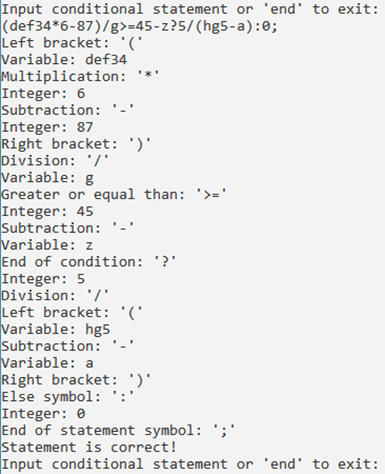 Input conditional statement or 'end' to exit:
(def34*6-87)/g>=45-z?5/(hg5-a):0;
Left bracket: '('
Variable: def34
Multiplication: '*'
Integer: 6
Subtraction: '-'
Integer: 87
Right bracket: ')'
Division: '/'
Variable: g
Greater or equal than: '>='
Integer: 45
Subtraction: '-'
Variable: z
End of condition: '?'
Integer: 5
Division: '/'
Left bracket: '('
Variable: hg5
Subtraction: '-'
Variable: a
Right bracket: ')'
Else symbol: ':'
Integer: 0
End of statement symbol: ';'
Statement is correct!
Input conditional statement or 'end' to exit: